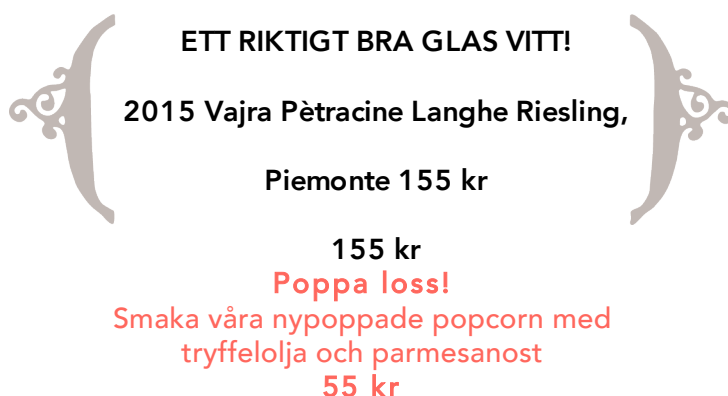 ETT RIKTIGT BRA GLAS VITT!
2015 Vajra Pètracine Langhe Riesling,
Piemonte 155 kr
155 kr
Poppa loss!
Smaka våra nypoppade popcorn med
tryffelolja och parmesanost
55 kr